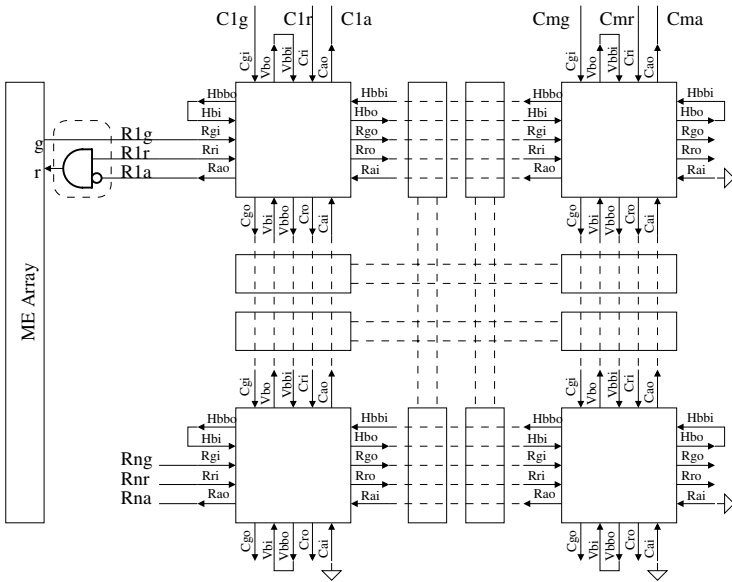 C1g C1r C1a Cmg Cmr Cma
Cgi Vbo Vbbi Cri Cao Cgi Vbo Vbbi Cri Cao
Hbbo Hbbi Hbbo Hbbi
Hbi Hbo Hbi Hbo
g R1g Rgi Rgo Rgi Rgo
R1r Rri Rro Rri Rro
r R1a Rao Rai Rao Rai
Cgo Vbi Vbbo Cro Cai Cgo Vbi Vbbo Cro Cai
ME Array
Cgi Vbo Vbbi Cri Cao Cgi Vbo Vbbi Cri Cao
Hbbo Hbbi Hbbo Hbbi
Hbi Hbo Hbi Hbo
Rng Rgi Rgo Rgi Rgo
Rnr Rri Rro Rri Rro
Rna Rao Rai Rao Rai
Cgo Vbi Vbbo Cro Cai Cgo Vbi Vbbo Cro Cai